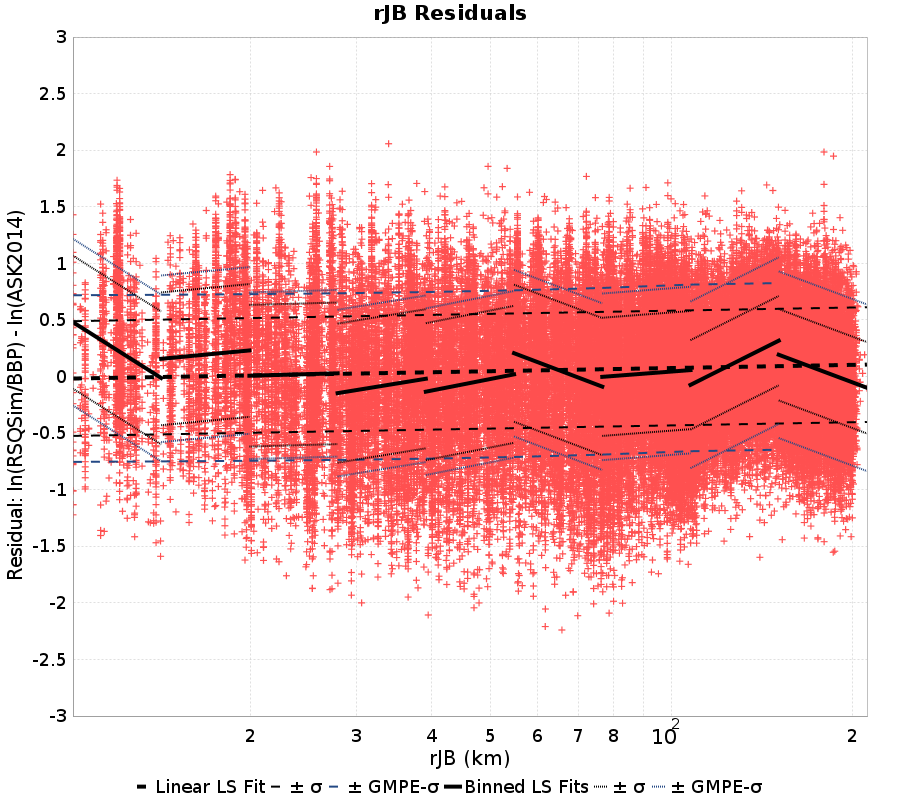 rJB Residuals
3
2.5
2
1.5
1
0.5
0
-0.5
-1
-1.5
-2
-2.5
-3
Residual: ln(RSQSim/BBP) - ln(ASK2014)
2 3 4 5 6 7 8 10² 2
rJB (km)
Linear LS Fit ± σ ± GMPE-σ Binned LS Fits ± σ ± GMPE-σ